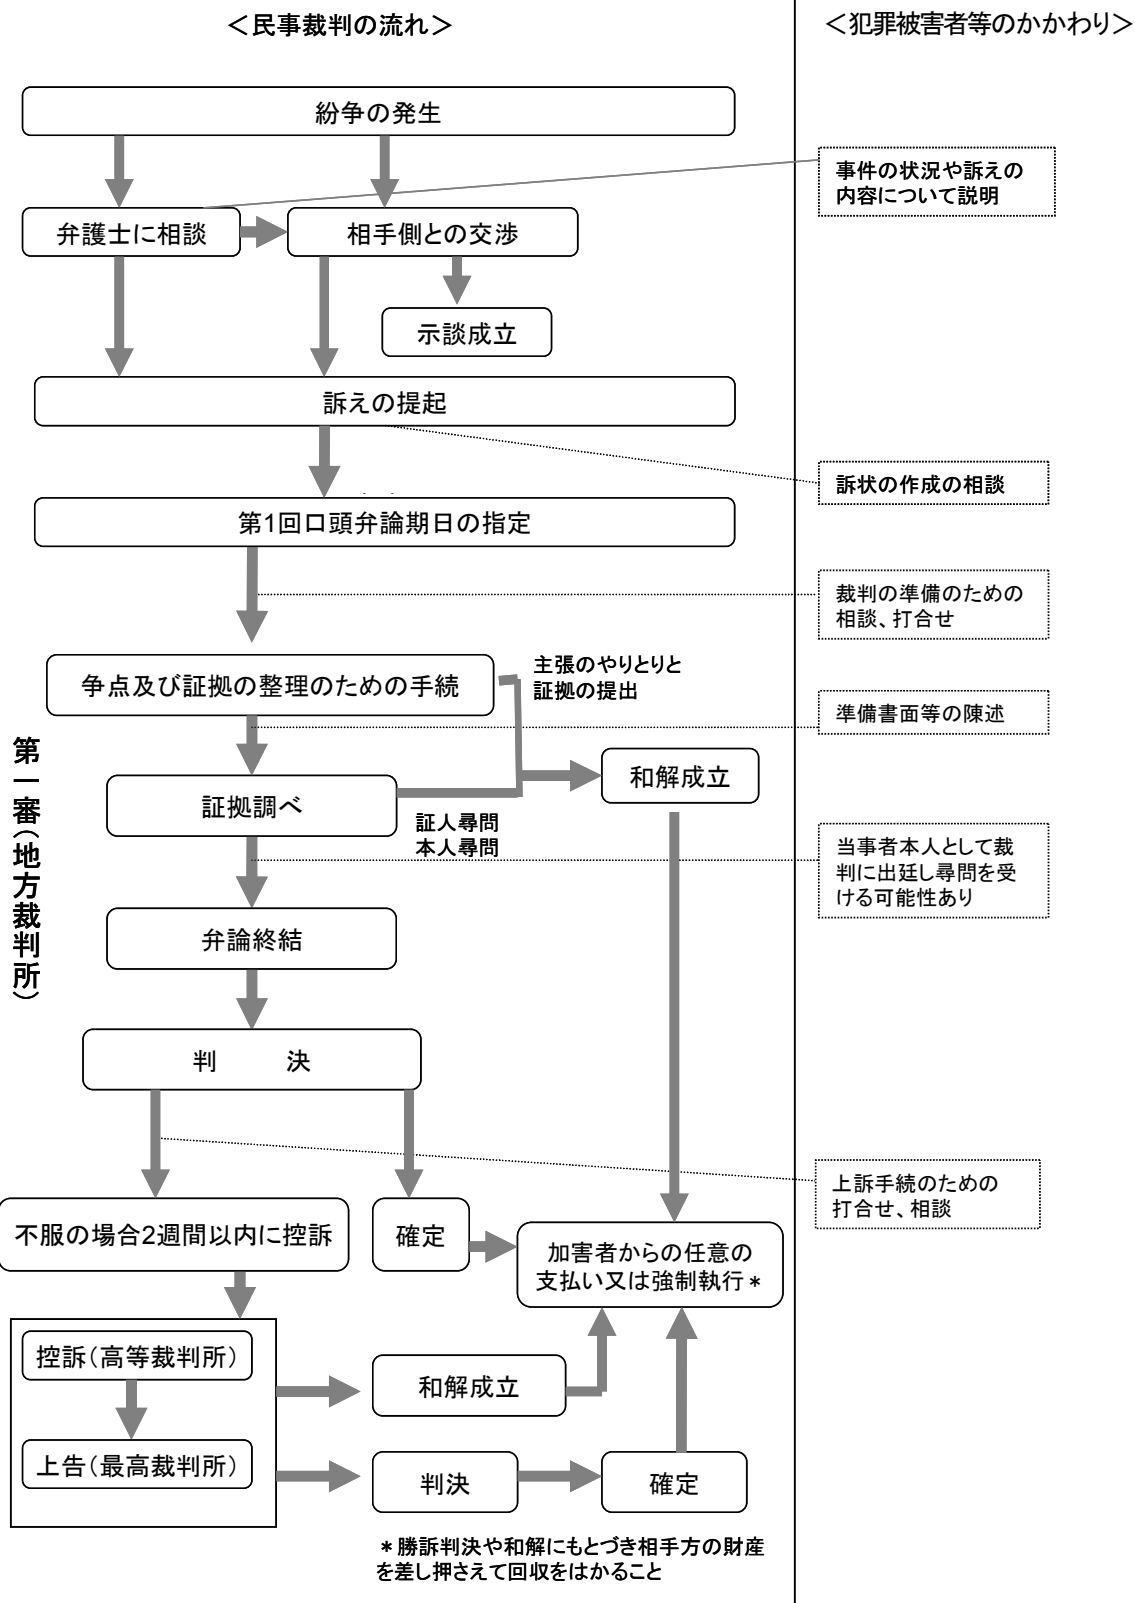 ＜民事裁判の流れ＞
＜犯罪被害者等のかかわり＞
紛争の発生
事件の状況や訴えの
内容について説明
弁護士に相談
相手側との交渉
示談成立
訴えの提起
訴状の作成の相談
第1回口頭弁論期日の指定
裁判の準備のための
相談、打合せ
争点及び証拠の整理のための手続
主張のやりとりと
証拠の提出
準備書面等の陳述
第一審（地方裁判所）
証拠調べ
和解成立
証人尋問
本人尋問
当事者本人として裁
判に出廷し尋問を受
ける可能性あり
弁論終結
判　　決
上訴手続のための
打合せ、相談
不服の場合2週間以内に控訴
確定
加害者からの任意の
支払い又は強制執行＊
控訴（高等裁判所）
和解成立
上告（最高裁判所）
判決
確定
＊勝訴判決や和解にもとづき相手方の財産
を差し押さえて回収をはかること